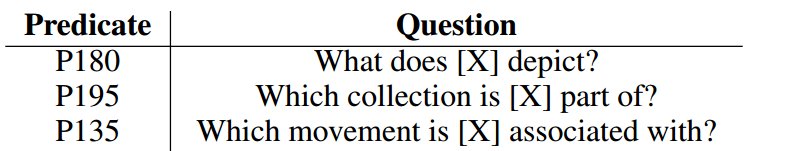 Predicate Question
P180 What does [X] depict?
P195 Which collection is [X] part of?
P135 Which movement is [X] associated with?